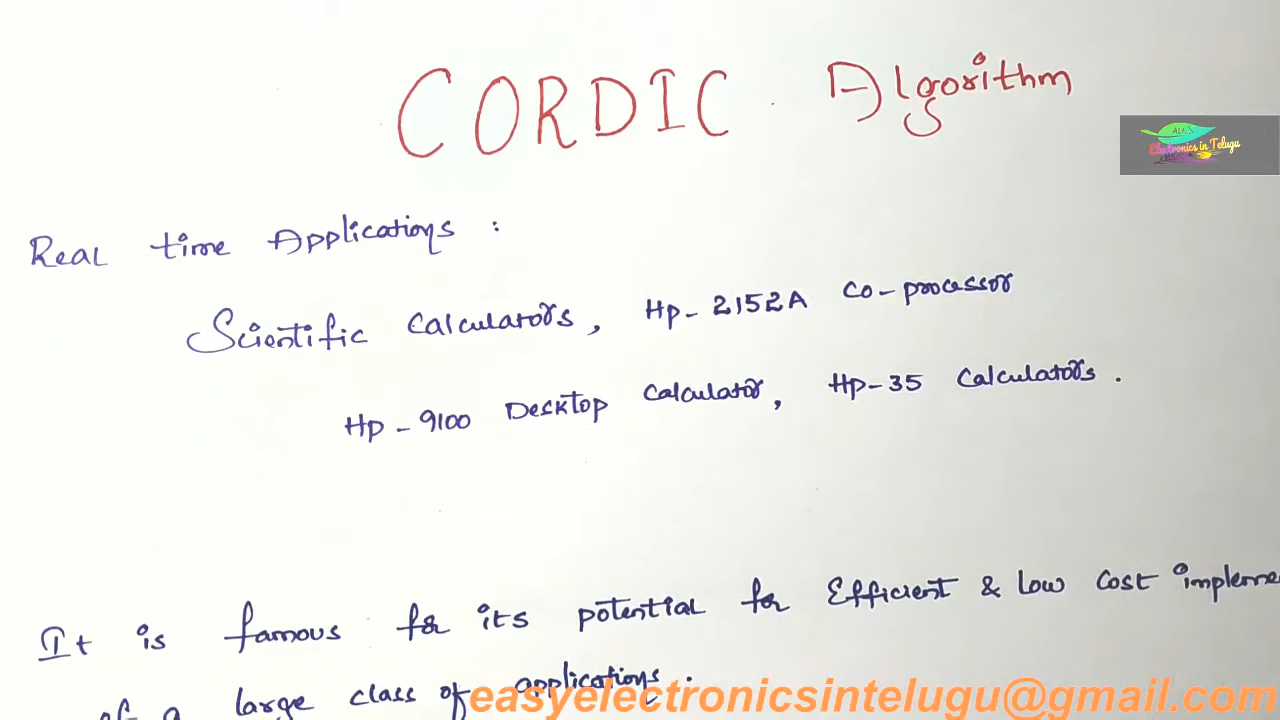 CORDIC Algorithm
Electronics in Telugu
Real time Applications :
Scientific Calculators, Hp-2152A Co-processor
Hp-9100 Desktop Calculator, Hp-35 Calculators.
It is famous for its potential for Efficient & Low Cost impleme
of a large class of applications.
easyelectronicsintelugu@gmail.com